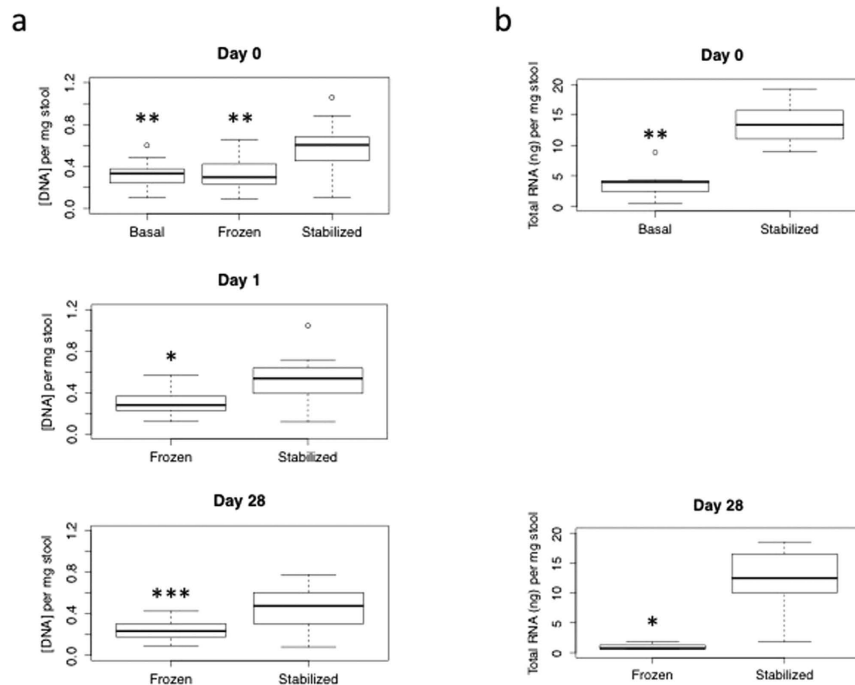 a
Day 0
[DNA] per mg stool
0.0 0.4 0.8 1.2
**
**
Basal Frozen Stabilized
Day 1
[DNA] per mg stool
0.0 0.4 0.8 1.2
*
Frozen Stabilized
Day 28
[DNA] per mg stool
0.0 0.4 0.8 1.2
***
Frozen Stabilized
b
Day 0
Total RNA (ng) per mg stool
0 5 10 15 20
**
Basal Stabilized
Day 28
Total RNA (ng) per mg stool
0 5 10 15 20
*
Frozen Stabilized